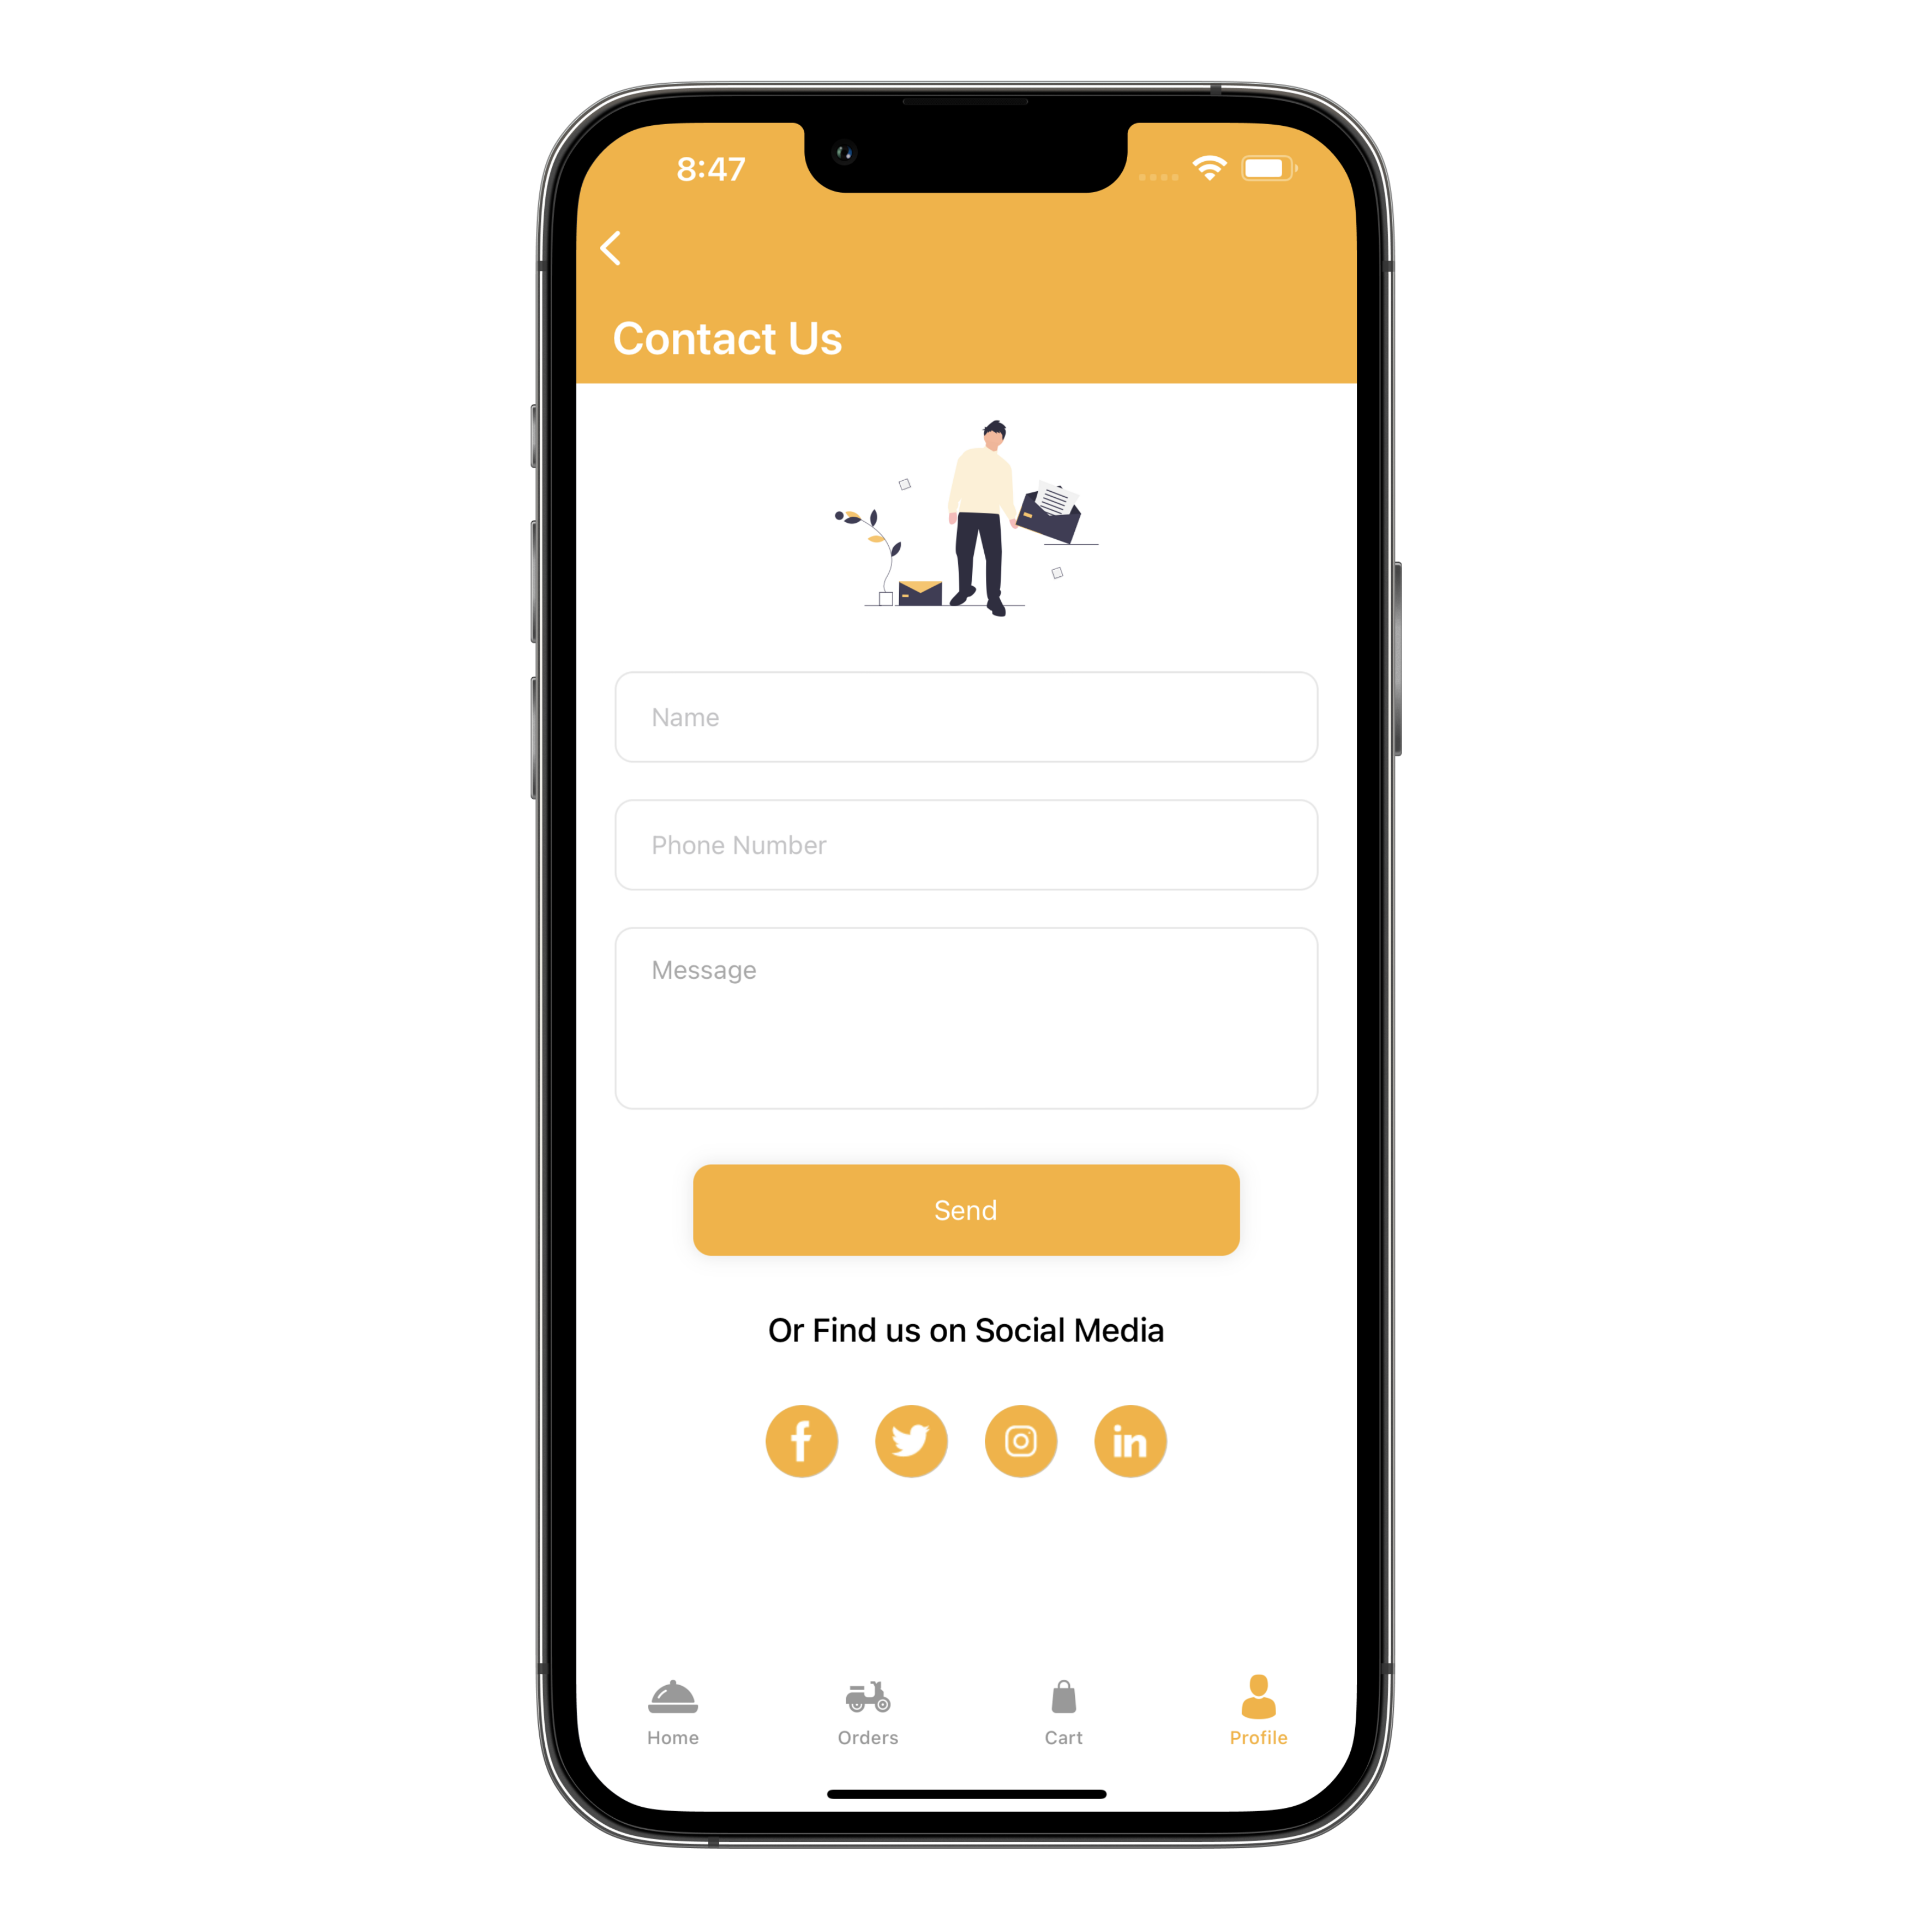 8:47
Contact Us
Name
Phone Number
Message
Send
Or Find us on Social Media
Home
Orders
Cart
Profile